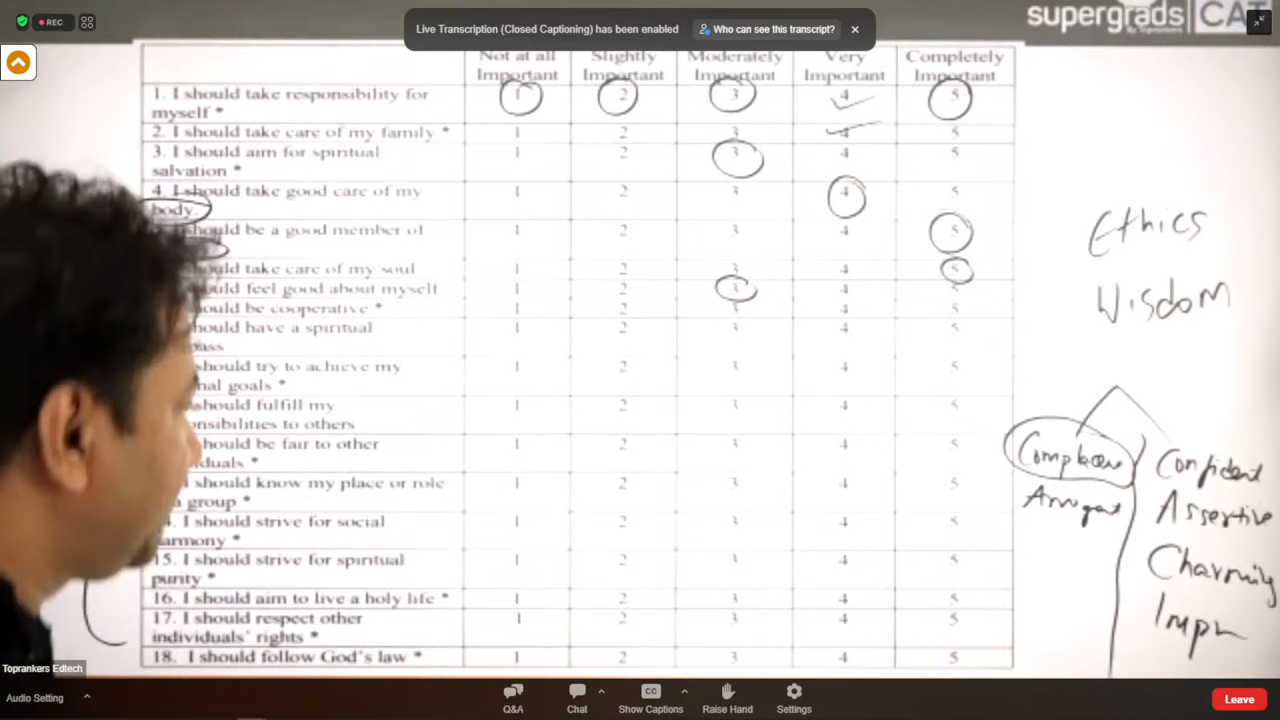 REC
Live Transcription (Closed Captioning) has been enabled
Who can see this transcript?
supergrads CAT
By Toprankers
Not at all Important
Slightly Important
Moderately Important
Very Important
Completely Important
1. I should take responsibility for 1 2 3 4 5
myself *
2. I should take care of my family * 1 2 3 4 5
3. I should aim for spiritual 1 2 3 4 5
salvation *
4. I should take good care of my 1 2 3 4 5
body.
should be a good member of 1 2 3 4 5
should take care of my soul 1 2 3 4 5
should feel good about myself 1 2 3 4 5
should be cooperative * 1 2 3 4 5
should have a spiritual 1 2 3 4 5
should try to achieve my 1 2 3 4 5
goals *
should fulfill my 1 2 3 4 5
to others
should be fair to other 1 2 3 4 5
should know my place or role 1 2 3 4 5
a group *
I should strive for social 1 2 3 4 5
armony *
15. I should strive for spiritual 1 2 3 4 5
purity *
16. I should aim to live a holy life * 1 2 3 4 5
17. I should respect other 1 2 3 4 5
individuals' rights *
18. I should follow God's law * 1 2 3 4 5
Ethics
Wisdom
Confident
Arrogant
Assertive
Charming
Toprankers Edtech
Audio Setting
Q&A
Chat
CC
Show Captions
Raise Hand
Settings
Leave